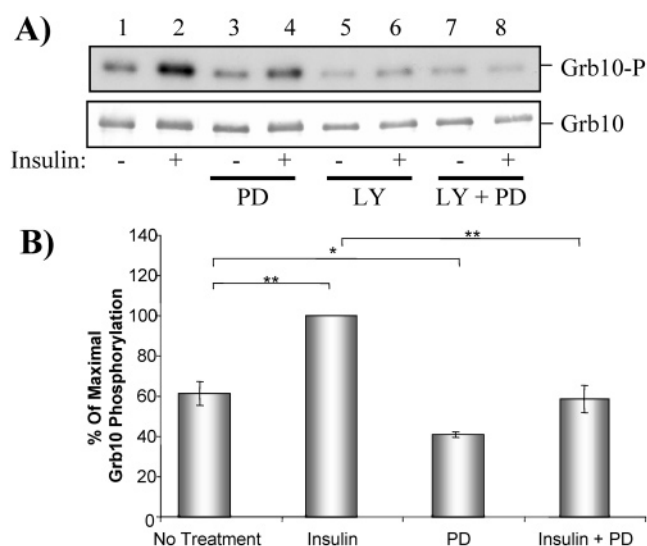 A)
1 2 3 4 5 6 7 8
Grb10-P
Grb10
Insulin: - + - + - + - +
PD LY LY + PD
B)
% Of Maximal
Grb10 Phosphorylation
140
120
100
80
60
40
20
0
** * **
No Treatment Insulin PD Insulin + PD